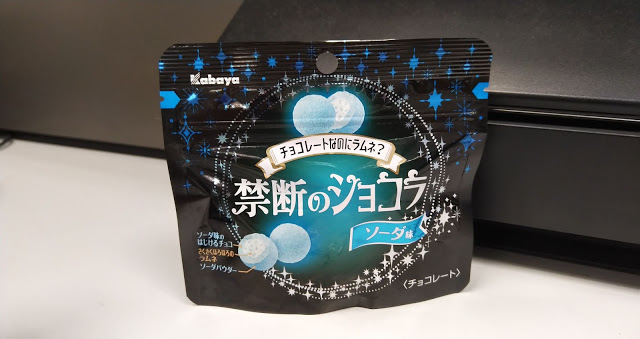 Kabaya
チョコレートなのにラムネ?
禁断のショコラ
ソーダ味
ソーダ味の
はじけるチョコ
さくさくほろほろの
ラムネ
ソーダパウダー
〈チョコレート〉